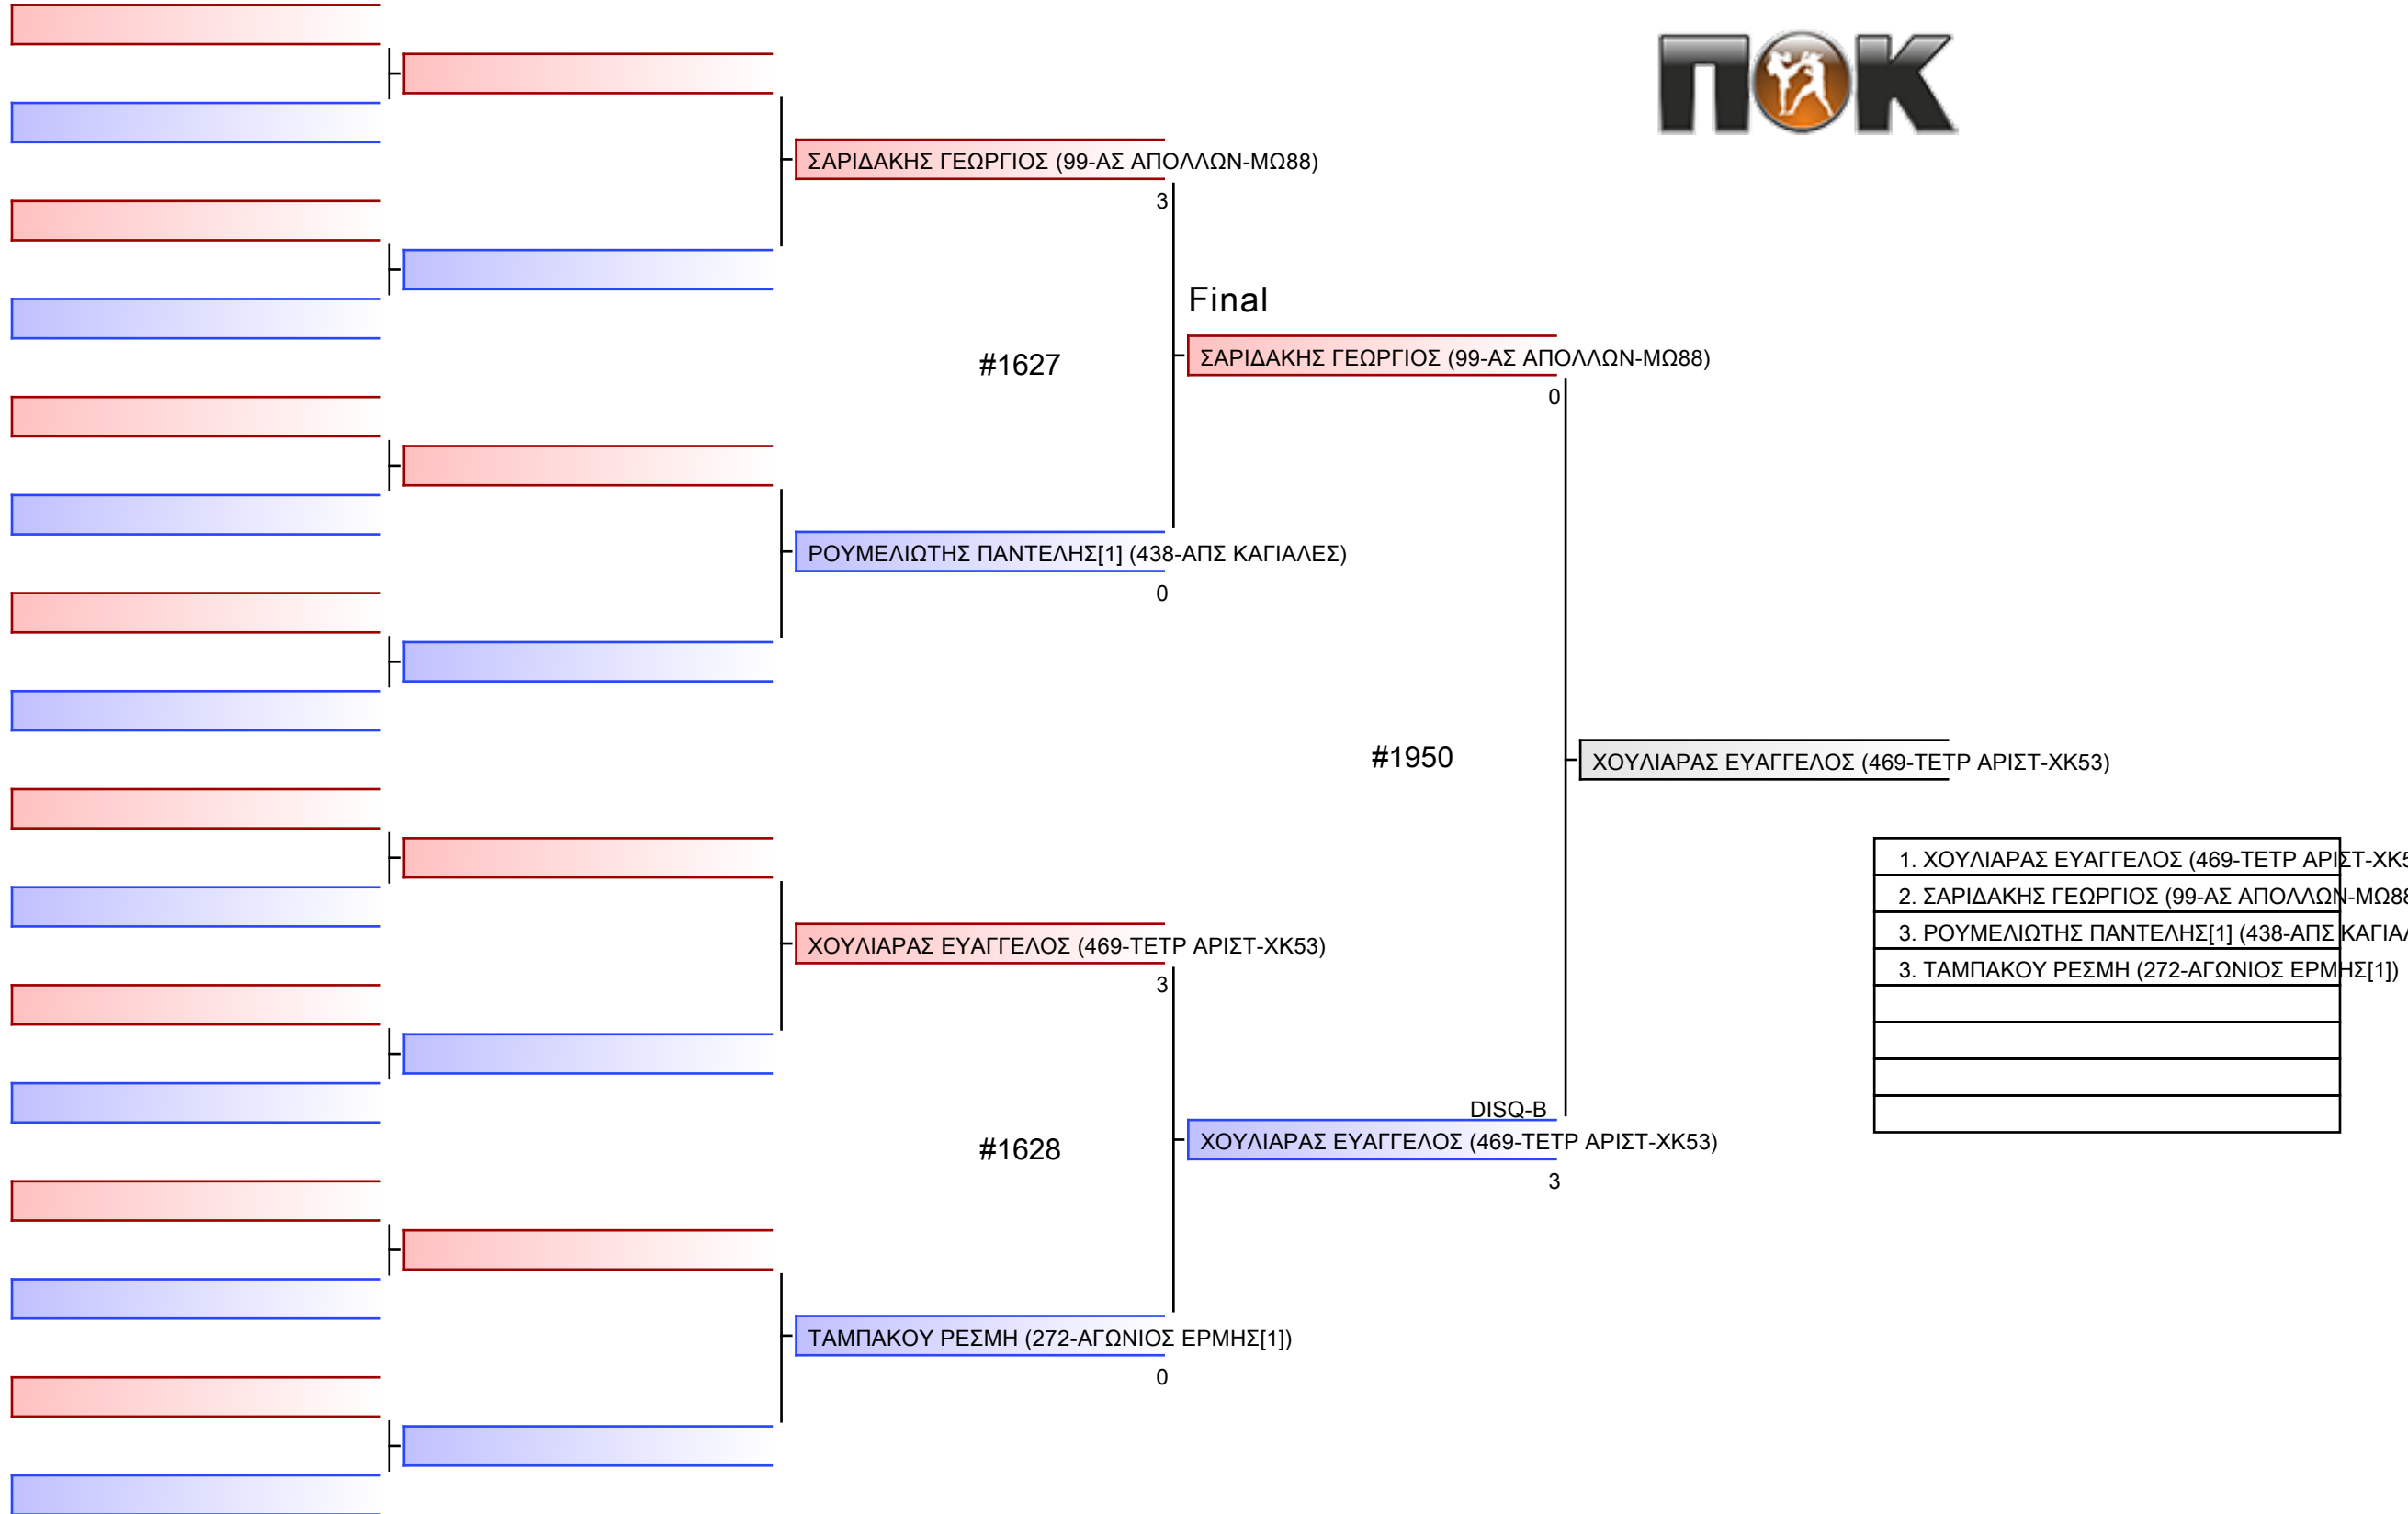 ΠΟΚ
ΣΑΡΙΔΑΚΗΣ ΓΕΩΡΓΙΟΣ (99-ΑΣ ΑΠΟΛΛΩΝ-ΜΩ88)
3
Final
#1627
ΣΑΡΙΔΑΚΗΣ ΓΕΩΡΓΙΟΣ (99-ΑΣ ΑΠΟΛΛΩΝ-ΜΩ88)
0
ΡΟΥΜΕΛΙΩΤΗΣ ΠΑΝΤΕΛΗΣ[1] (438-ΑΠΣ ΚΑΓΙΑΛΕΣ)
0
#1950
ΧΟΥΛΙΑΡΑΣ ΕΥΑΓΓΕΛΟΣ (469-ΤΕΤΡ ΑΡΙΣΤ-ΧΚ53)
1. ΧΟΥΛΙΑΡΑΣ ΕΥΑΓΓΕΛΟΣ (469-ΤΕΤΡ ΑΡΙΣΤ-ΧΚ5
2. ΣΑΡΙΔΑΚΗΣ ΓΕΩΡΓΙΟΣ (99-ΑΣ ΑΠΟΛΛΩΝ-ΜΩ88
3. ΡΟΥΜΕΛΙΩΤΗΣ ΠΑΝΤΕΛΗΣ[1] (438-ΑΠΣ ΚΑΓΙΑΛ
3. ΤΑΜΠΑΚΟΥ ΡΕΣΜΗ (272-ΑΓΩΝΙΟΣ ΕΡΜΗΣ[1])
ΧΟΥΛΙΑΡΑΣ ΕΥΑΓΓΕΛΟΣ (469-ΤΕΤΡ ΑΡΙΣΤ-ΧΚ53)
3
DISQ-B
#1628
ΧΟΥΛΙΑΡΑΣ ΕΥΑΓΓΕΛΟΣ (469-ΤΕΤΡ ΑΡΙΣΤ-ΧΚ53)
3
ΤΑΜΠΑΚΟΥ ΡΕΣΜΗ (272-ΑΓΩΝΙΟΣ ΕΡΜΗΣ[1])
0